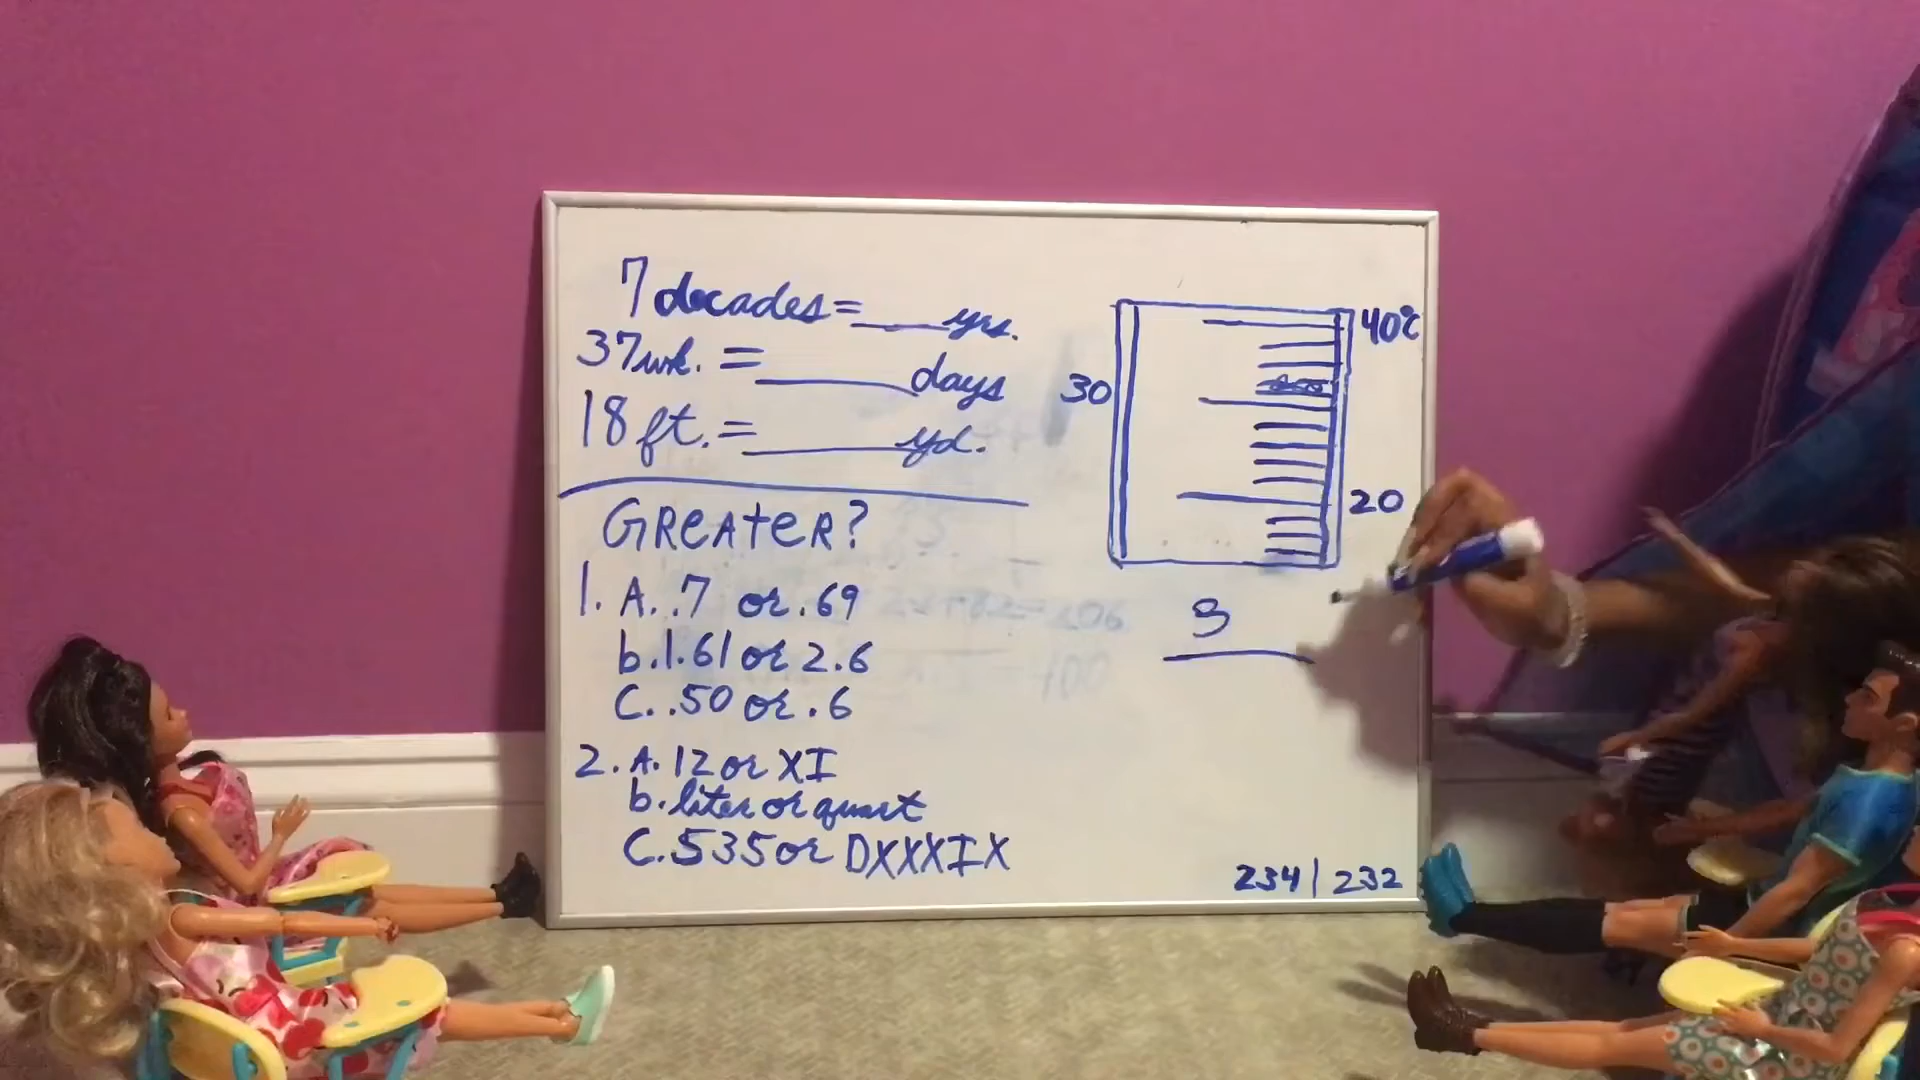 7 decades = ___ yrs.
37 wk. = ____ days
18 ft. = _____ yd.
GReAteR?
1. A. .7 or .69
b. 1.61 or 2.6
C. .50 or .6
2. A. 12 or XI
b. liter or quart
C. 535 or DXXXIX
40°C
30
20
3
234 | 232